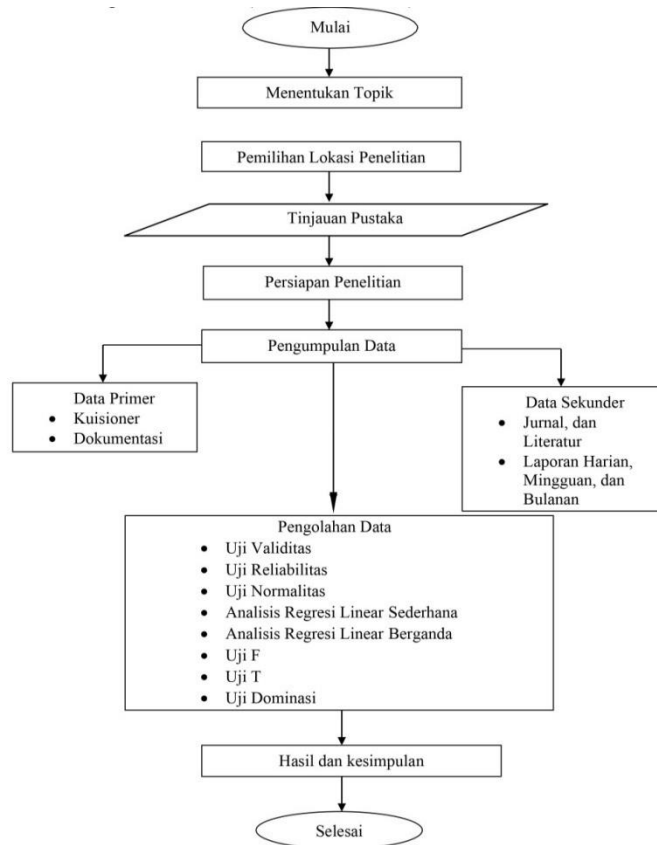 Mulai
Menentukan Topik
Pemilihan Lokasi Penelitian
Tinjauan Pustaka
Persiapan Penelitian
Pengumpulan Data
Data Primer
• Kuisioner
• Dokumentasi
Data Sekunder
• Jurnal, dan
Literatur
• Laporan Harian,
Mingguan, dan
Bulanan
Pengolahan Data
• Uji Validitas
• Uji Reliabilitas
• Uji Normalitas
• Analisis Regresi Linear Sederhana
• Analisis Regresi Linear Berganda
• Uji F
• Uji T
• Uji Dominasi
Hasil dan kesimpulan
Selesai